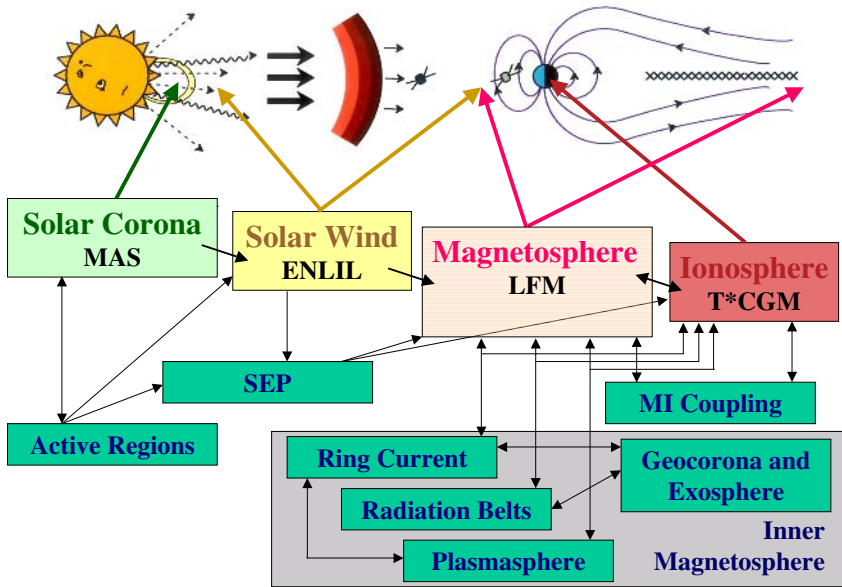 Solar Corona
MAS
Solar Wind
ENLIL
Magnetosphere
LFM
Ionosphere
T*CGM
SEP
MI Coupling
Active Regions
Ring Current
Geocorona and
Exosphere
Radiation Belts
Plasmasphere
Inner
Magnetosphere